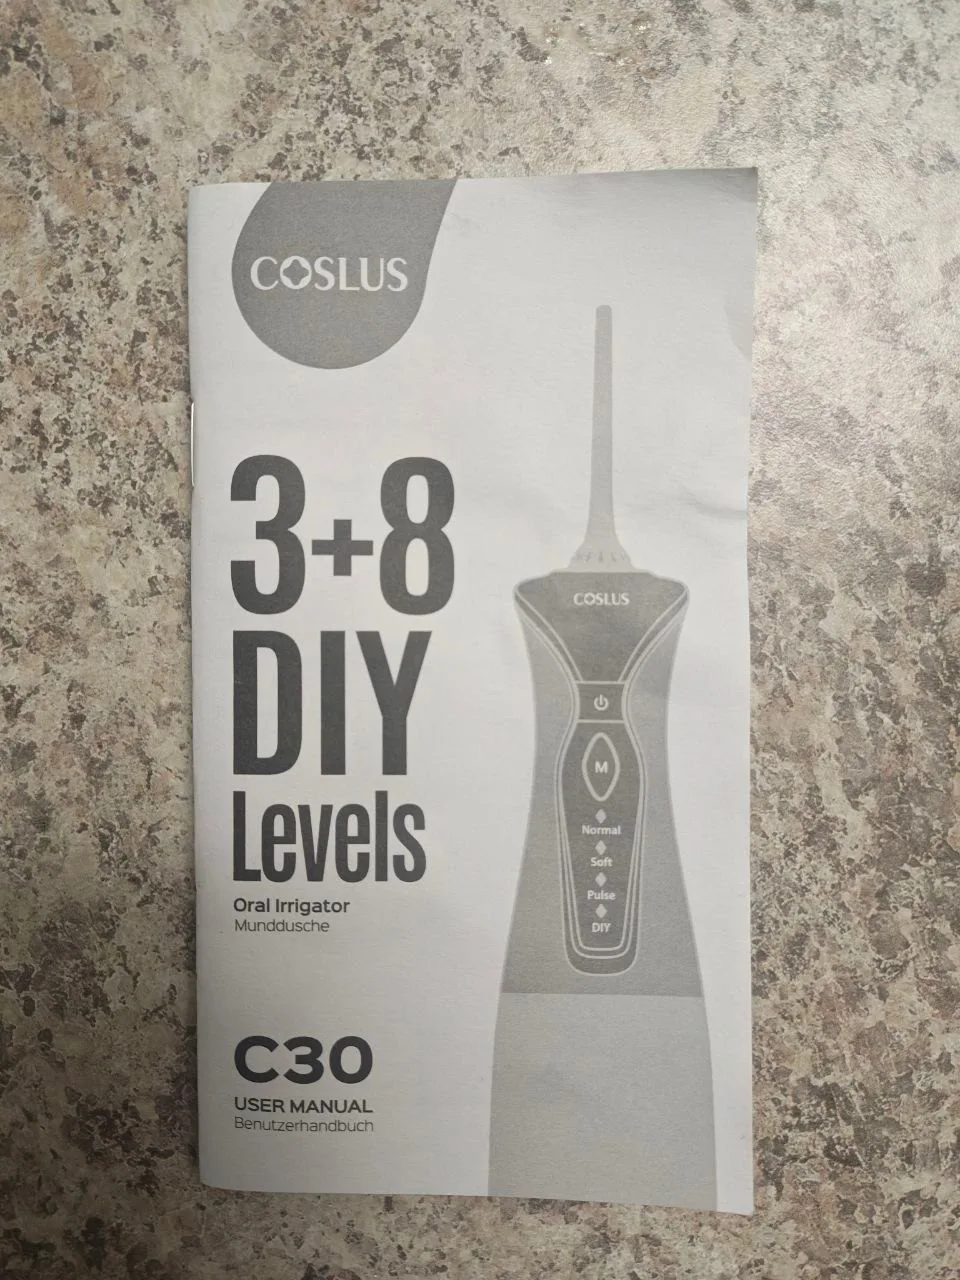 COSLUS
3+8
DIY
Levels
Oral Irrigator
Munddusche
C30
USER MANUAL
Benutzerhandbuch
COSLUS
M
Normal
Soft
Pulse
DIY